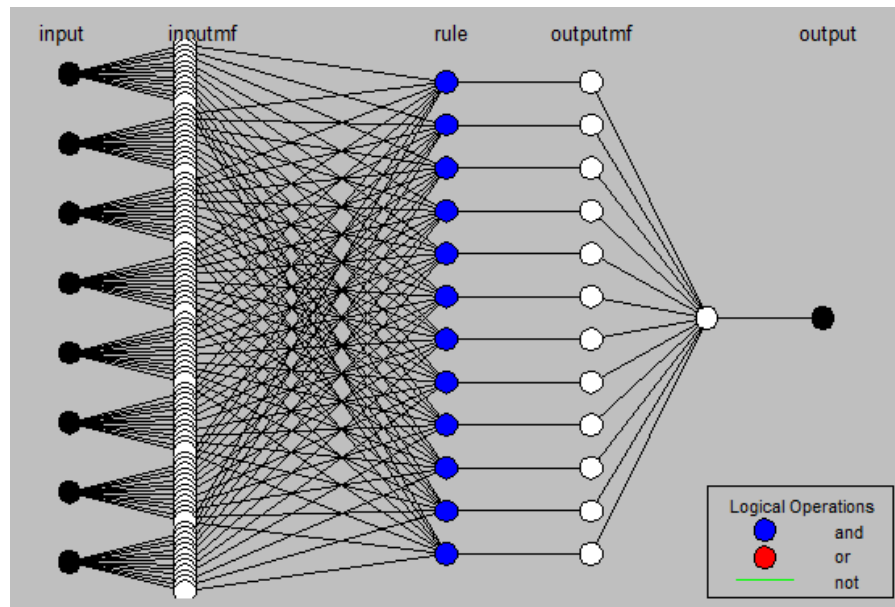 input inputmf rule outputmf output
Logical Operations
and
or
not